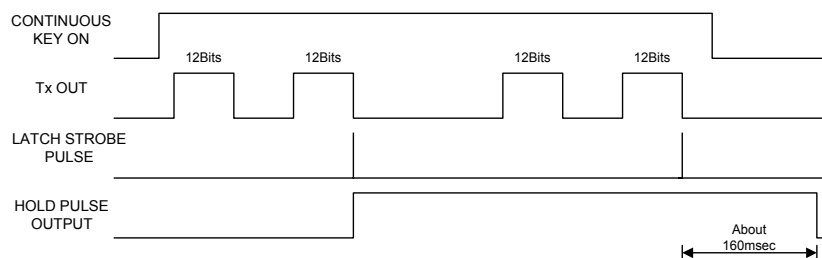 CONTINUOUS
KEY ON
12Bits 12Bits 12Bits 12Bits
Tx OUT
LATCH STROBE
PULSE
HOLD PULSE
OUTPUT
About
160msec